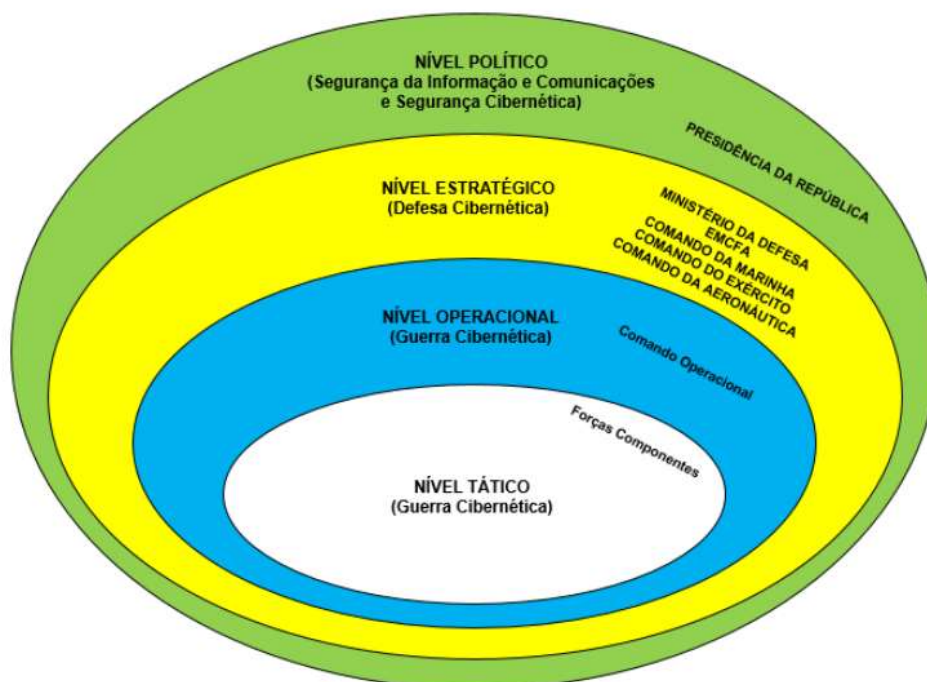 NÍVEL POLÍTICO
(Segurança da Informação e Comunicações
e Segurança Cibernética)
PRESIDÊNCIA DA REPÚBLICA
NÍVEL ESTRATÉGICO
(Defesa Cibernética)
MINISTÉRIO DA DEFESA
EMCFA
COMANDO DA MARINHA
COMANDO DO EXÉRCITO
COMANDO DA AERONÁUTICA
NÍVEL OPERACIONAL
(Guerra Cibernética)
Comando Operacional
Forças Componentes
NÍVEL TÁTICO
(Guerra Cibernética)